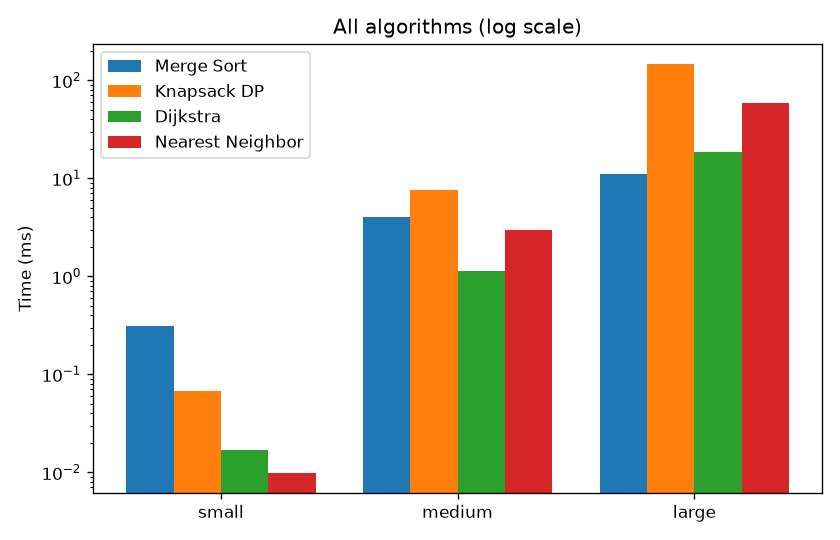 All algorithms (log scale)
Merge Sort
Knapsack DP
Dijkstra
Nearest Neighbor
Time (ms)
10²
10¹
10⁰
10⁻¹
10⁻²
small medium large